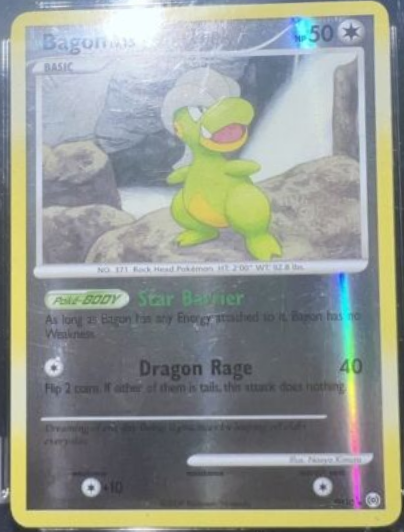 Bagon
HP 50
BASIC
NO. 371 Rock Head Pokémon HT: 2'00" WT: 92.8 lbs.
Poké-BODY Star Barrier
As long as Bagon has any Energy attached to it, Bagon has no
Weakness.
Dragon Rage 40
Flip 2 coins. If either of them is tails, this attack does nothing.
everyday.
+10
Illus. Naoyo Kimura